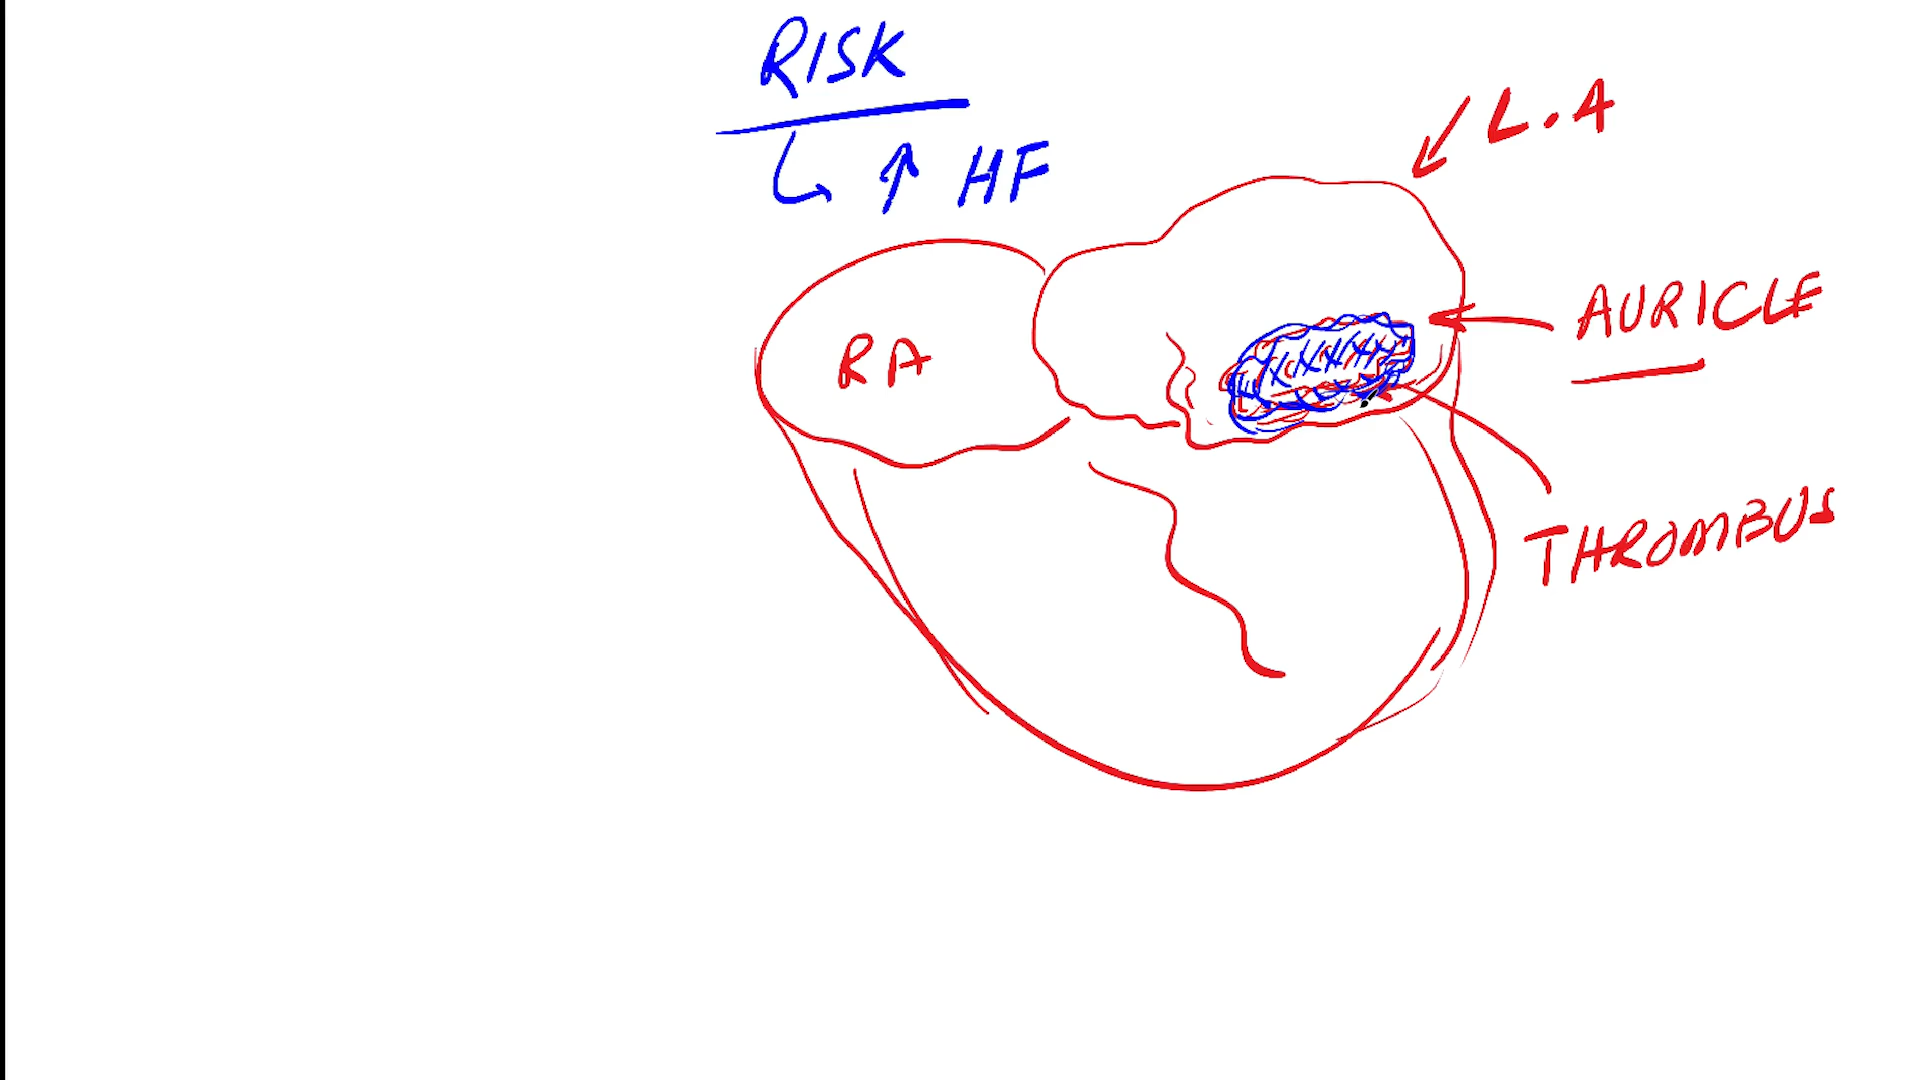 RISK
↑ HF
L.A
AURICLE
RA
THROMBUS